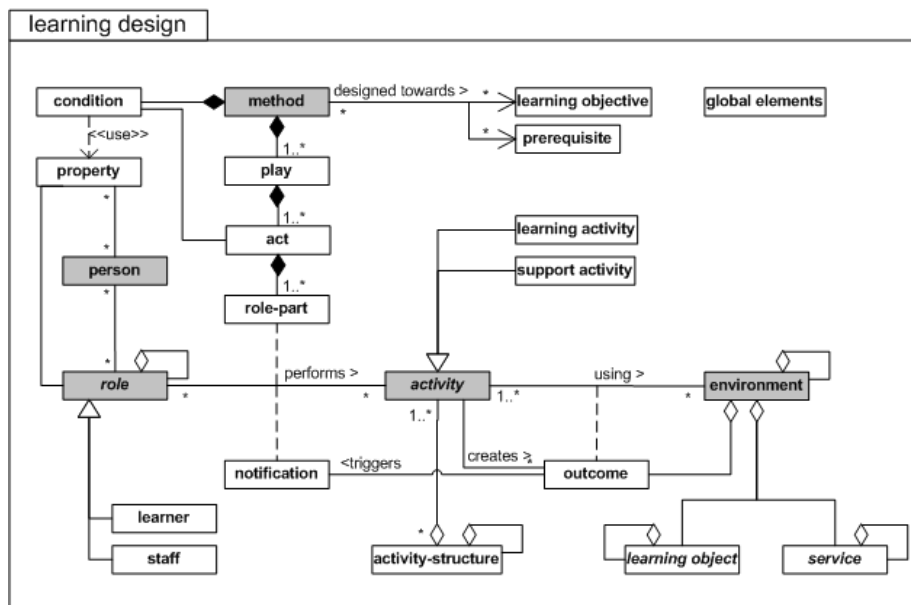 learning design
condition
method
designed towards >
*
*
learning objective
global elements
<<use>>
1..*
*
prerequisite
property
play
*
1..*
act
learning activity
*
person
support activity
*
1..*
role-part
*
performs >
using >
role
activity
environment
*
*
1..*
*
1..*
creates >
*
notification
<triggers
outcome
learner
*
staff
activity-structure
learning object
service